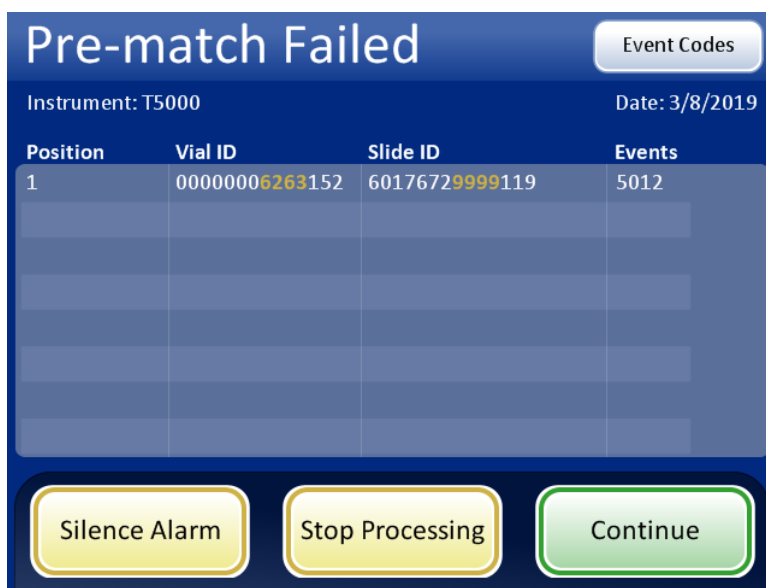 Pre-match Failed
Event Codes
Instrument: T5000
Date: 3/8/2019
Position Vial ID Slide ID Events
1 00000006263152 60176729999119 5012
Silence Alarm
Stop Processing
Continue